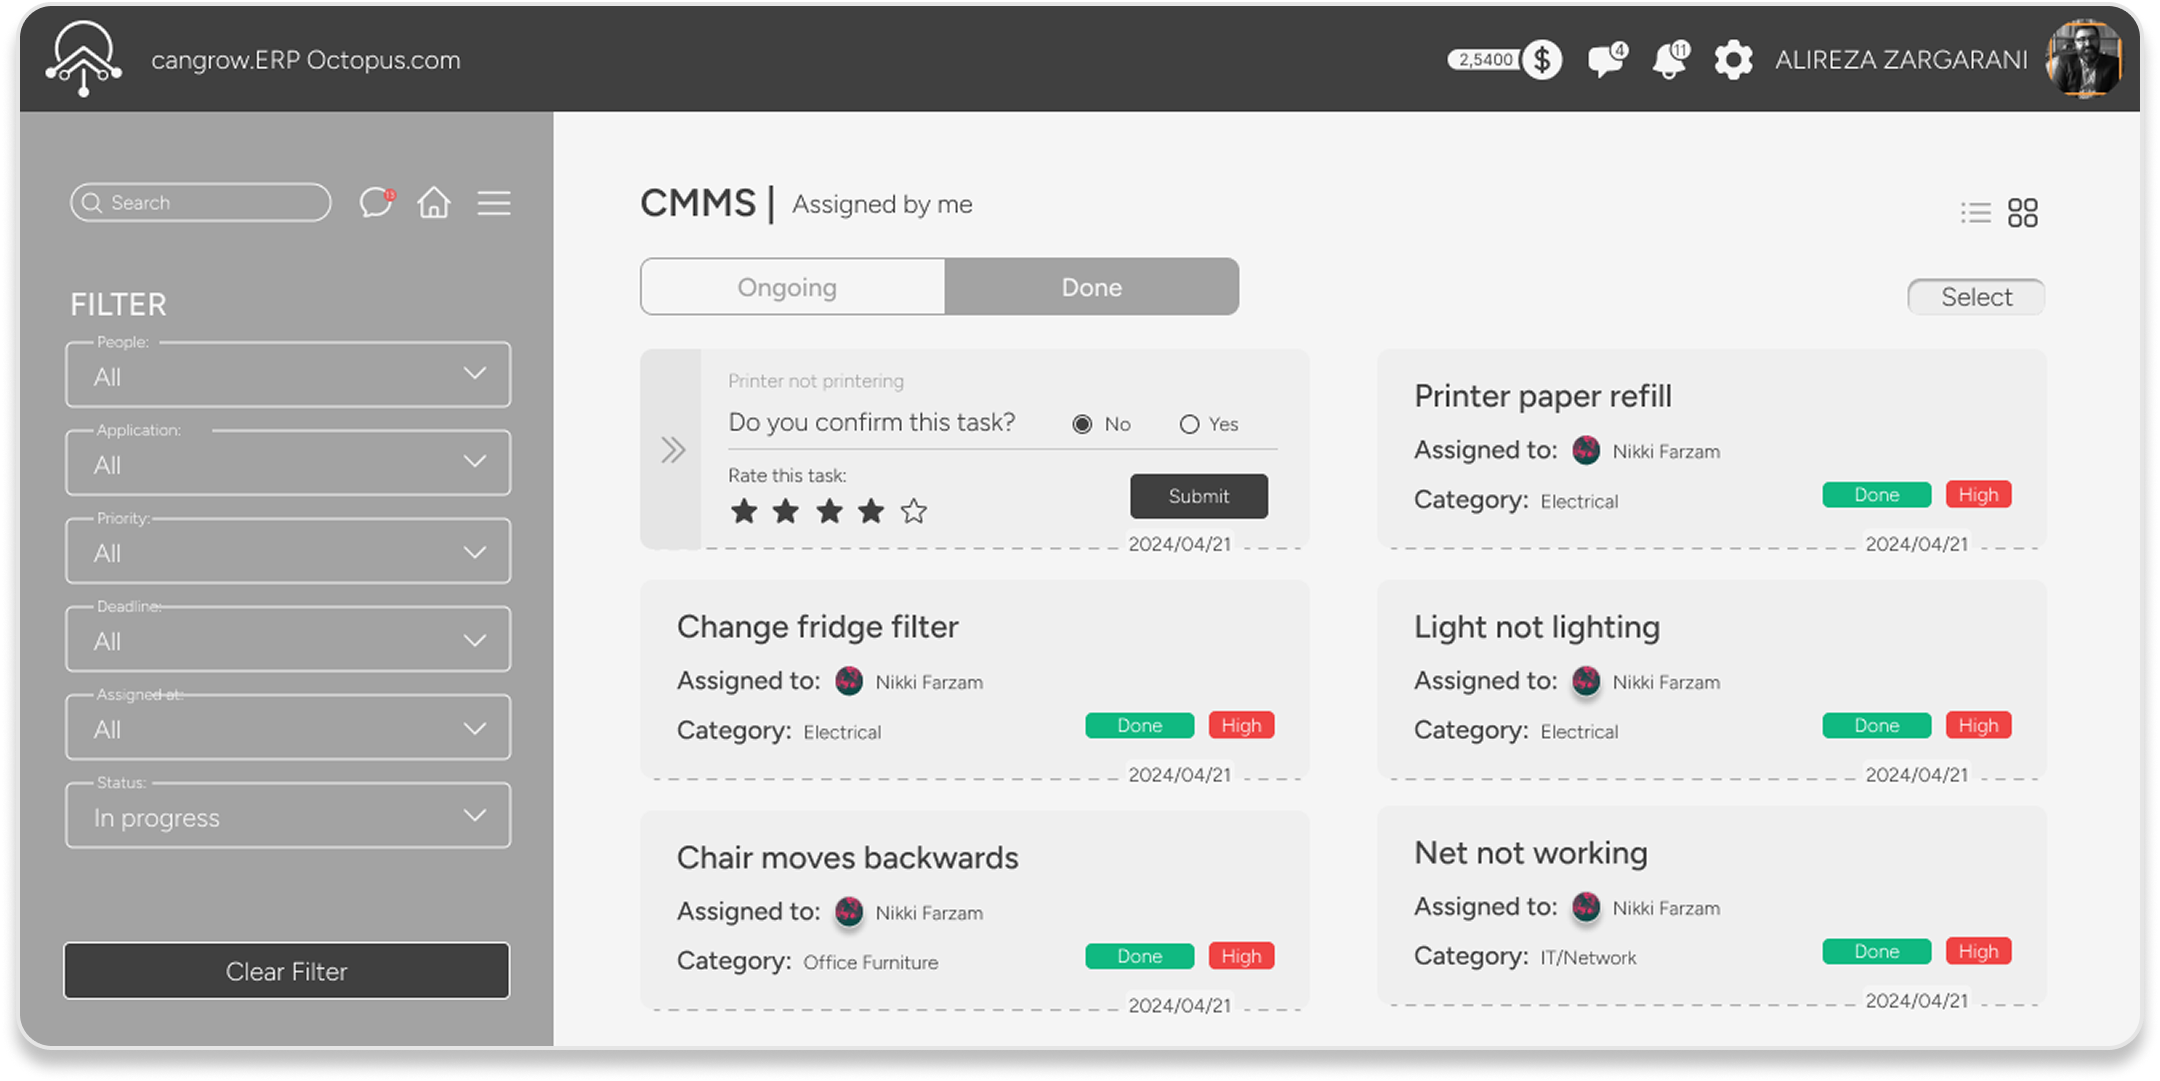 cangrow.ERP Octopus.com
2,5400
$
4
11
ALIREZA ZARGARANI
Search
13
FILTER
People:
All
Application:
All
Priority:
All
Deadline:
All
Assigned at:
All
Status:
In progress
Clear Filter
CMMS | Assigned by me
Ongoing
Done
Select
Printer not printering
Do you confirm this task?
No
Yes
Rate this task:
Submit
2024/04/21
Printer paper refill
Assigned to: Nikki Farzam
Category: Electrical
Done
High
2024/04/21
Change fridge filter
Assigned to: Nikki Farzam
Category: Electrical
Done
High
2024/04/21
Light not lighting
Assigned to: Nikki Farzam
Category: Electrical
Done
High
2024/04/21
Chair moves backwards
Assigned to: Nikki Farzam
Category: Office Furniture
Done
High
2024/04/21
Net not working
Assigned to: Nikki Farzam
Category: IT/Network
Done
High
2024/04/21